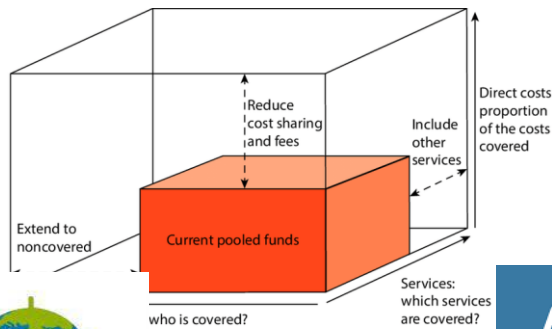 Direct costs
proportion
of the costs
covered
Reduce
cost sharing
and fees
Include
other
services
Extend to
noncovered
Current pooled funds
Services:
which services
are covered?
who is covered?